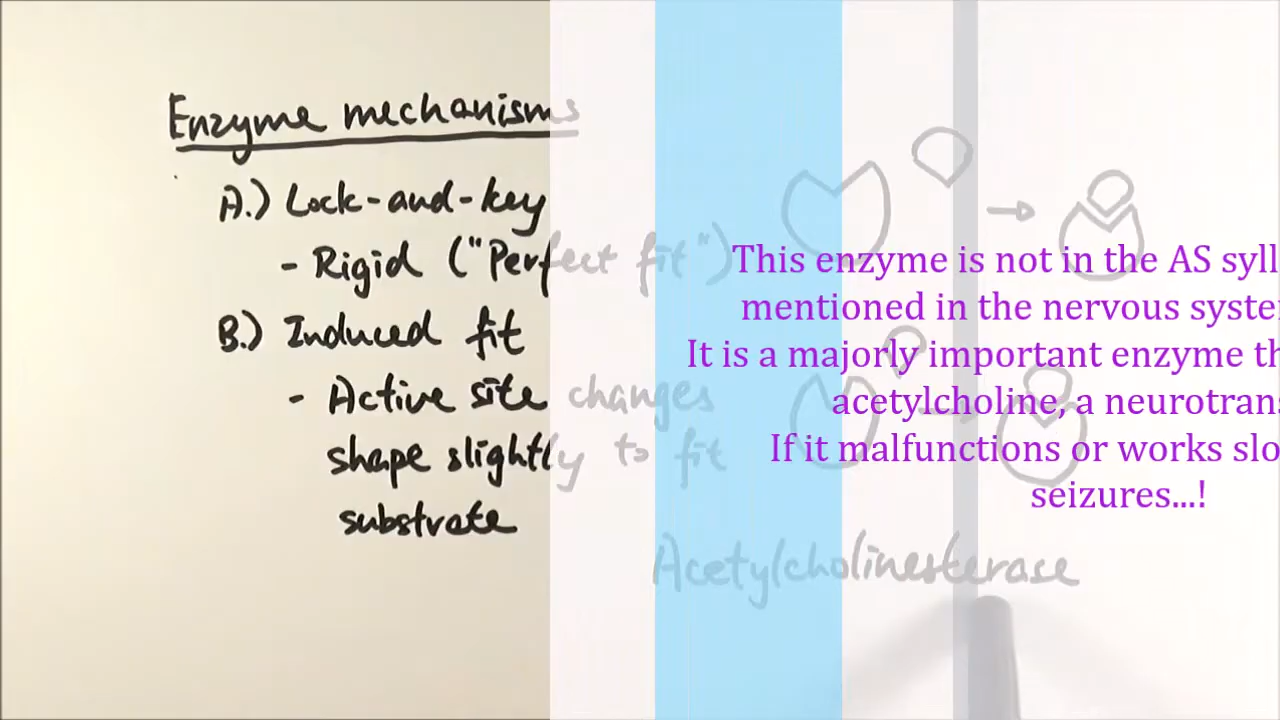 Enzyme mechanisms
A.) Lock-and-key
- Rigid ("Perfect fit")
B.) Induced fit
- Active site changes
shape slightly to fit
substrate
Acetylcholinesterase
This enzyme is not in the AS syll
mentioned in the nervous syste
It is a majorly important enzyme th
acetylcholine, a neurotran
If it malfunctions or works slo
seizures...!